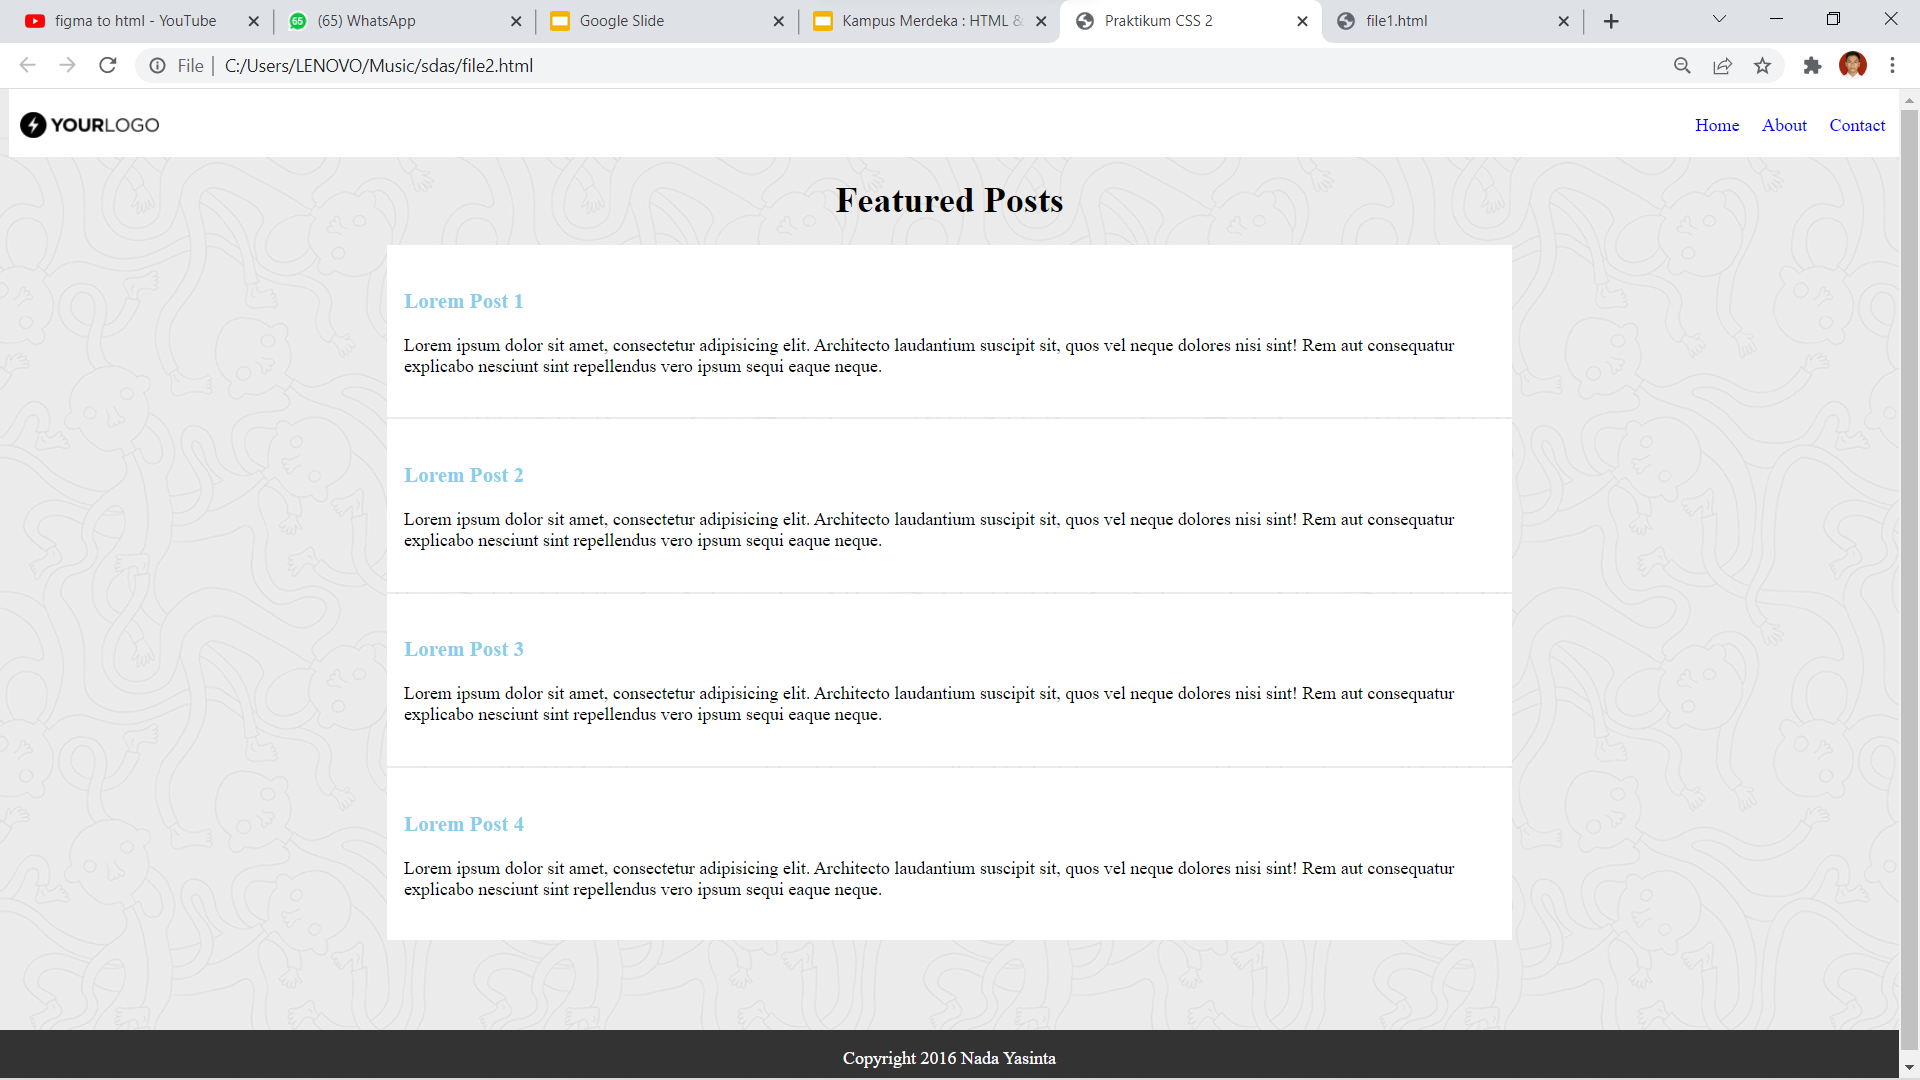 figma to html - YouTube
65
(65) WhatsApp
Google Slide
Kampus Merdeka : HTML &
Praktikum CSS 2
file1.html
File
C:/Users/LENOVO/Music/sdas/file2.html
YOURLOGO
Home About Contact
Featured Posts
Lorem Post 1
Lorem ipsum dolor sit amet, consectetur adipisicing elit. Architecto laudantium suscipit sit, quos vel neque dolores nisi sint! Rem aut consequatur
explicabo nesciunt sint repellendus vero ipsum sequi eaque neque.
Lorem Post 2
Lorem ipsum dolor sit amet, consectetur adipisicing elit. Architecto laudantium suscipit sit, quos vel neque dolores nisi sint! Rem aut consequatur
explicabo nesciunt sint repellendus vero ipsum sequi eaque neque.
Lorem Post 3
Lorem ipsum dolor sit amet, consectetur adipisicing elit. Architecto laudantium suscipit sit, quos vel neque dolores nisi sint! Rem aut consequatur
explicabo nesciunt sint repellendus vero ipsum sequi eaque neque.
Lorem Post 4
Lorem ipsum dolor sit amet, consectetur adipisicing elit. Architecto laudantium suscipit sit, quos vel neque dolores nisi sint! Rem aut consequatur
explicabo nesciunt sint repellendus vero ipsum sequi eaque neque.
Copyright 2016 Nada Yasinta